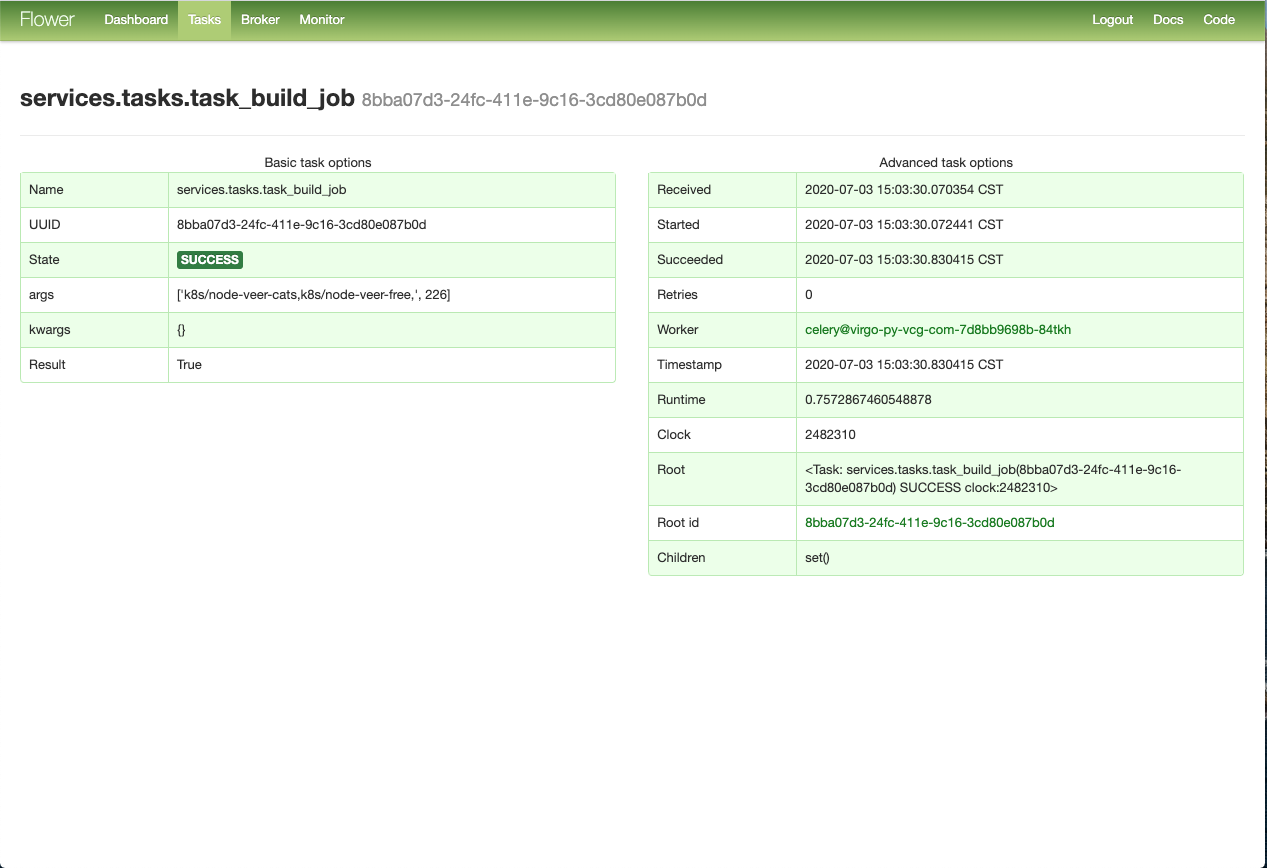 Flower Dashboard Tasks Broker Monitor Logout Docs Code
services.tasks.task_build_job 8bba07d3-24fc-411e-9c16-3cd80e087b0d
Basic task options
Name services.tasks.task_build_job
UUID 8bba07d3-24fc-411e-9c16-3cd80e087b0d
State SUCCESS
args ['k8s/node-veer-cats,k8s/node-veer-free,', 226]
kwargs {}
Result True
Advanced task options
Received 2020-07-03 15:03:30.070354 CST
Started 2020-07-03 15:03:30.072441 CST
Succeeded 2020-07-03 15:03:30.830415 CST
Retries 0
Worker celery@virgo-py-vcg-com-7d8bb9698b-84tkh
Timestamp 2020-07-03 15:03:30.830415 CST
Runtime 0.7572867460548878
Clock 2482310
Root <Task: services.tasks.task_build_job(8bba07d3-24fc-411e-9c16-
3cd80e087b0d) SUCCESS clock:2482310>
Root id 8bba07d3-24fc-411e-9c16-3cd80e087b0d
Children set()